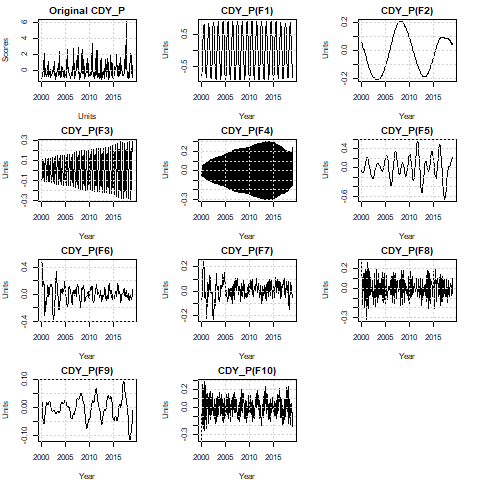 Original CDY_P
CDY_P(F1)
CDY_P(F2)
Scores
0 2 4 6
2000 2005 2010 2015
Units
Units
-0.5 0.5
2000 2005 2010 2015
Year
Units
-0.2 0.0 0.2
2000 2005 2010 2015
Year
CDY_P(F3)
CDY_P(F4)
CDY_P(F5)
Units
-0.3 -0.1 0.1 0.3
2000 2005 2010 2015
Year
Units
-0.3 0.0 0.2
2000 2005 2010 2015
Year
Units
-0.6 0.0 0.4
2000 2005 2010 2015
Year
CDY_P(F6)
CDY_P(F7)
CDY_P(F8)
Units
-0.4 0.0 0.4
2000 2005 2010 2015
Year
Units
-0.2 0.0 0.2
2000 2005 2010 2015
Year
Units
-0.3 0.0 0.2
2000 2005 2010 2015
Year
CDY_P(F9)
CDY_P(F10)
Units
-0.10 0.00 0.10
2000 2005 2010 2015
Year
Units
-0.3 0.0 0.2
2000 2005 2010 2015
Year